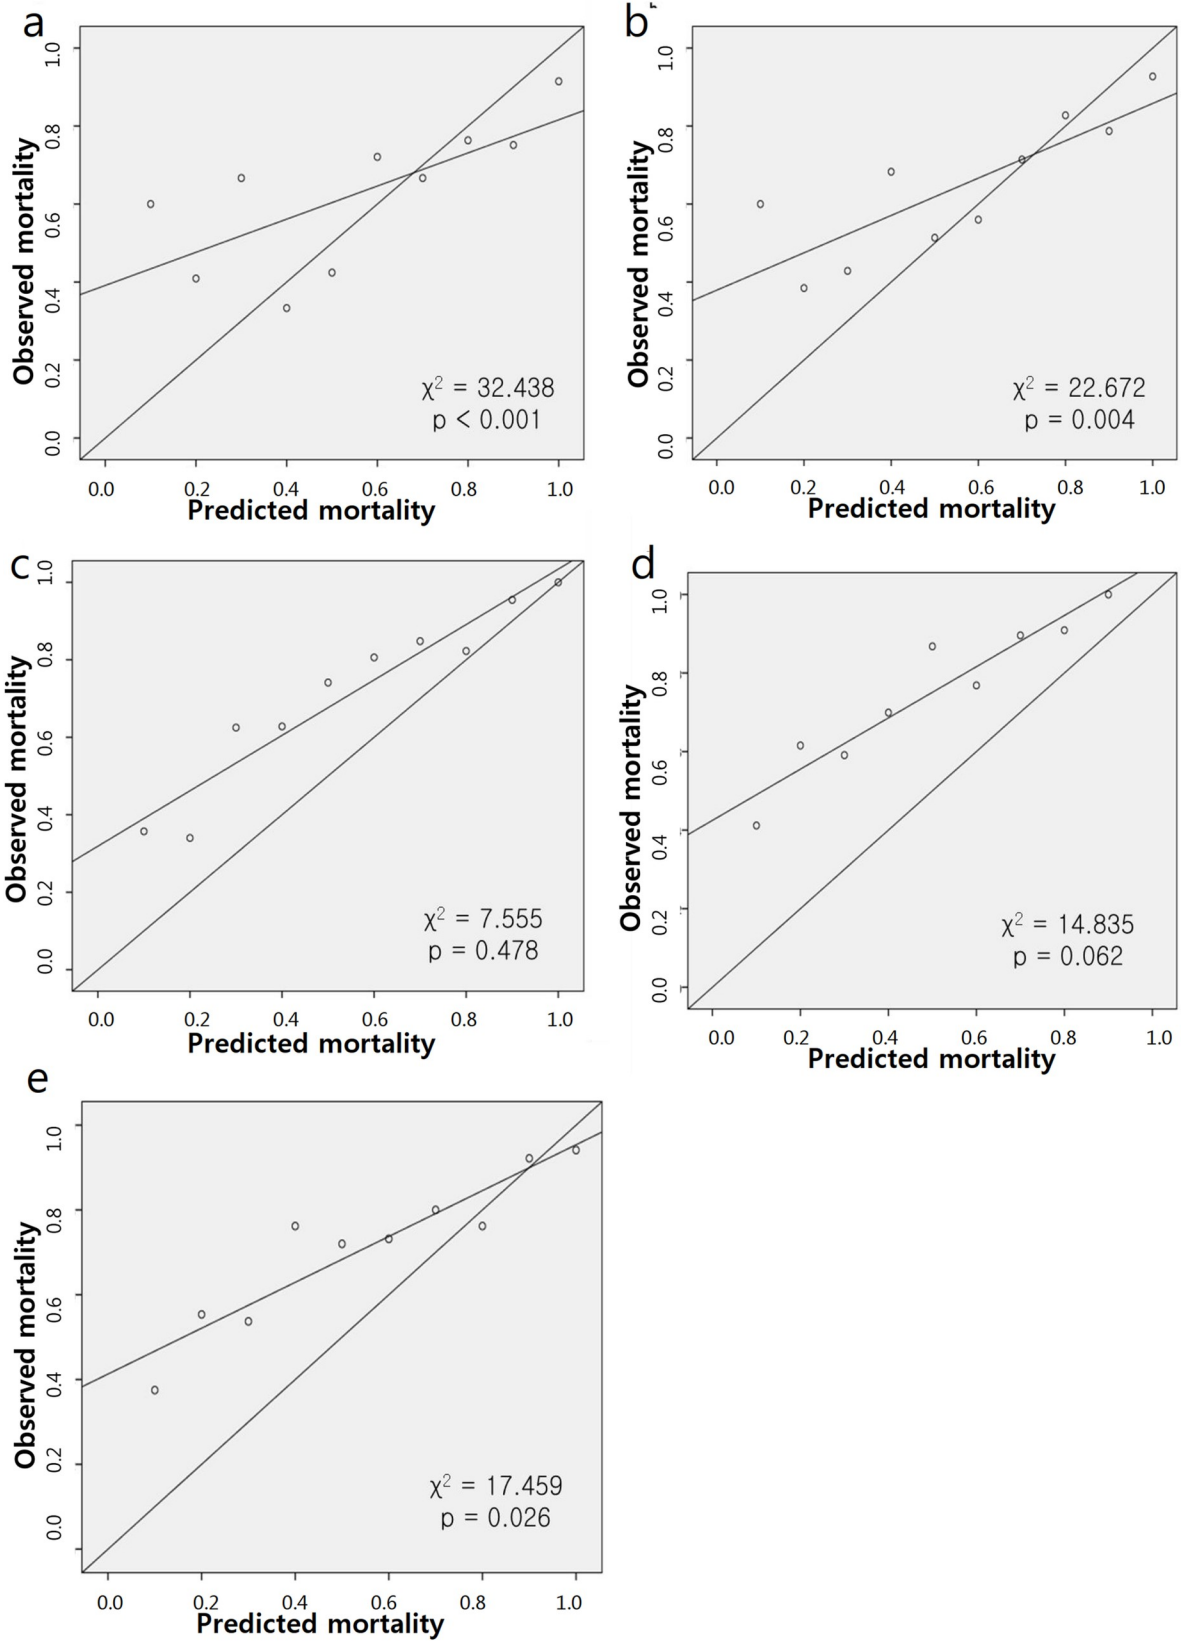 a
Observed mortality
1.0
0.8
0.6
0.4
0.2
0.0
χ² = 32.438
p < 0.001
0.0 0.2 0.4 0.6 0.8 1.0
Predicted mortality
b
Observed mortality
1.0
0.8
0.6
0.4
0.2
0.0
χ² = 22.672
p = 0.004
0.0 0.2 0.4 0.6 0.8 1.0
Predicted mortality
c
Observed mortality
1.0
0.8
0.6
0.4
0.2
0.0
χ² = 7.555
p = 0.478
0.0 0.2 0.4 0.6 0.8 1.0
Predicted mortality
d
Observed mortality
1.0
0.8
0.6
0.4
0.2
0.0
χ² = 14.835
p = 0.062
0.0 0.2 0.4 0.6 0.8 1.0
Predicted mortality
e
Observed mortality
1.0
0.8
0.6
0.4
0.2
0.0
χ² = 17.459
p = 0.026
0.0 0.2 0.4 0.6 0.8 1.0
Predicted mortality